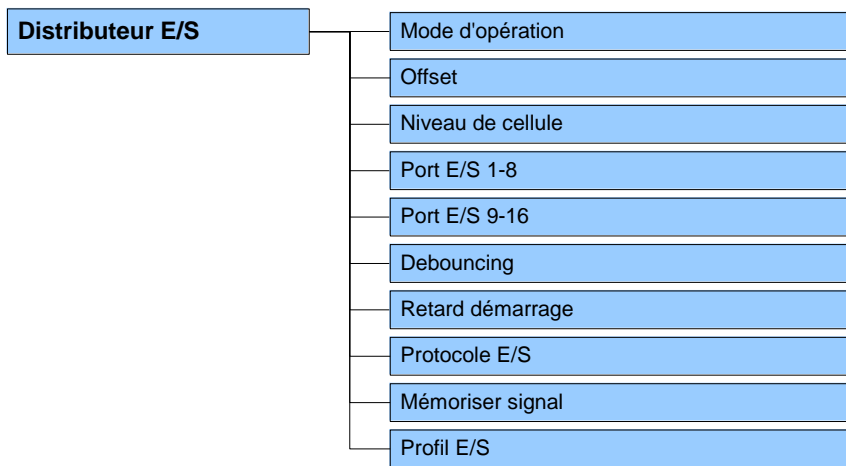 Distributeur E/S
Mode d'opération
Offset
Niveau de cellule
Port E/S 1-8
Port E/S 9-16
Debouncing
Retard démarrage
Protocole E/S
Mémoriser signal
Profil E/S